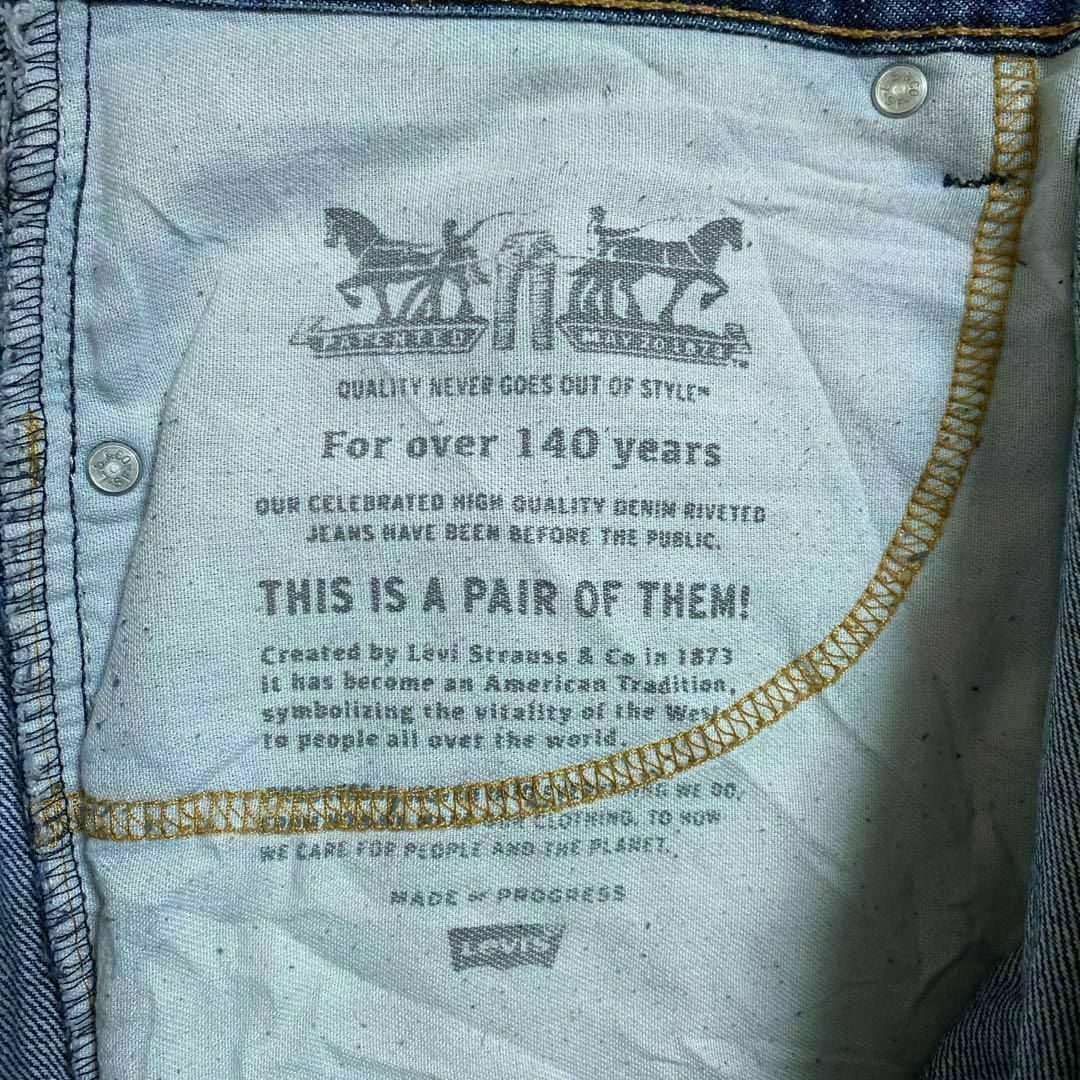 PATENTED MAY 20 1873
QUALITY NEVER GOES OUT OF STYLE™
For over 140 years
OUR CELEBRATED HIGH QUALITY DENIM RIVETED
JEANS HAVE BEEN BEFORE THE PUBLIC.
THIS IS A PAIR OF THEM!
Created by Levi Strauss & Co in 1873
it has become an American Tradition,
symbolizing the vitality of the West
to people all over the world.
WE DO,
CLOTHING, TO HOW
WE CARE FOR PEOPLE AND THE PLANET.
MADE OF PROGRESS
LEVI'S